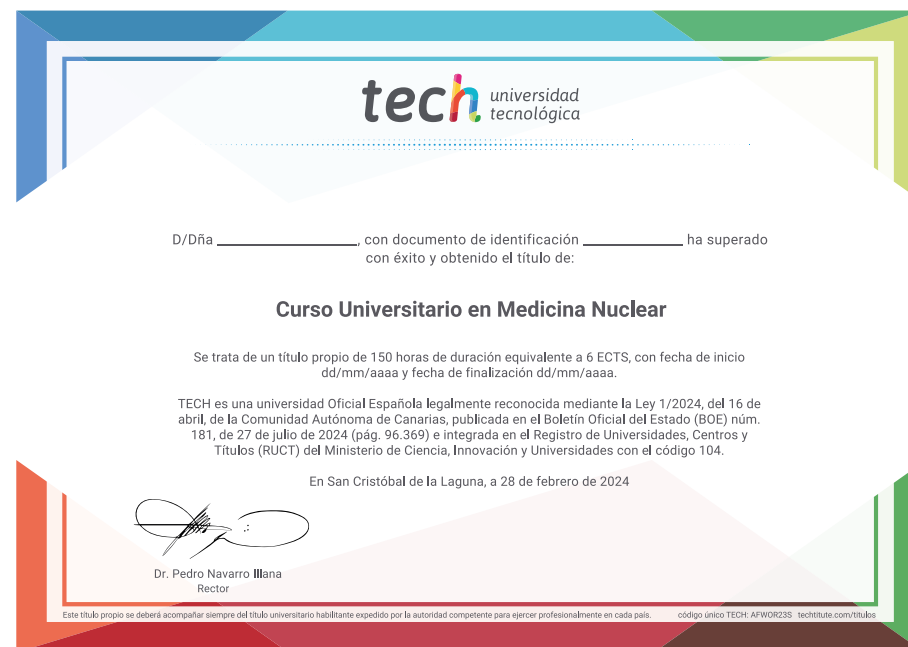 tech universidad
tecnológica
D/Dña ____________________, con documento de identificación ______________ ha superado
con éxito y obtenido el título de:
Curso Universitario en Medicina Nuclear
Se trata de un título propio de 150 horas de duración equivalente a 6 ECTS, con fecha de inicio
dd/mm/aaaa y fecha de finalización dd/mm/aaaa.
TECH es una universidad Oficial Española legalmente reconocida mediante la Ley 1/2024, del 16 de
abril, de la Comunidad Autónoma de Canarias, publicada en el Boletín Oficial del Estado (BOE) núm.
181, de 27 de julio de 2024 (pág. 96.369) e integrada en el Registro de Universidades, Centros y
Títulos (RUCT) del Ministerio de Ciencia, Innovación y Universidades con el código 104.
En San Cristóbal de la Laguna, a 28 de febrero de 2024
Dr. Pedro Navarro Illana
Rector
Este título propio se deberá acompañar siempre del título universitario habilitante expedido por la autoridad competente para ejercer profesionalmente en cada país. código único TECH: AFWOR23S techtitute.com/titulos